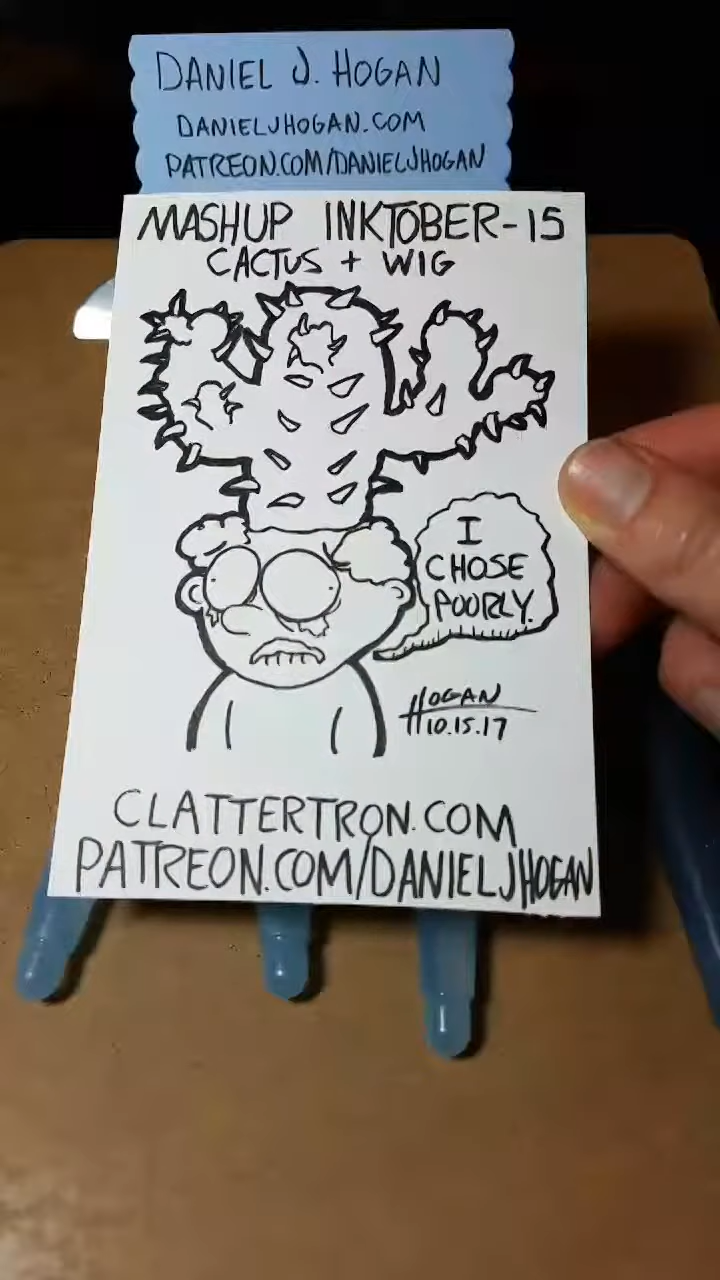 DANIEL J. HOGAN
DANIELJHOGAN.COM
PATREON.COM/DANIELJHOGAN
MASHUP INKTOBER-15
CACTUS + WIG
I
CHOSE
POORLY.
HOGAN
10.15.17
CLATTERTRON.COM
PATREON.COM/DANIELJHOGAN